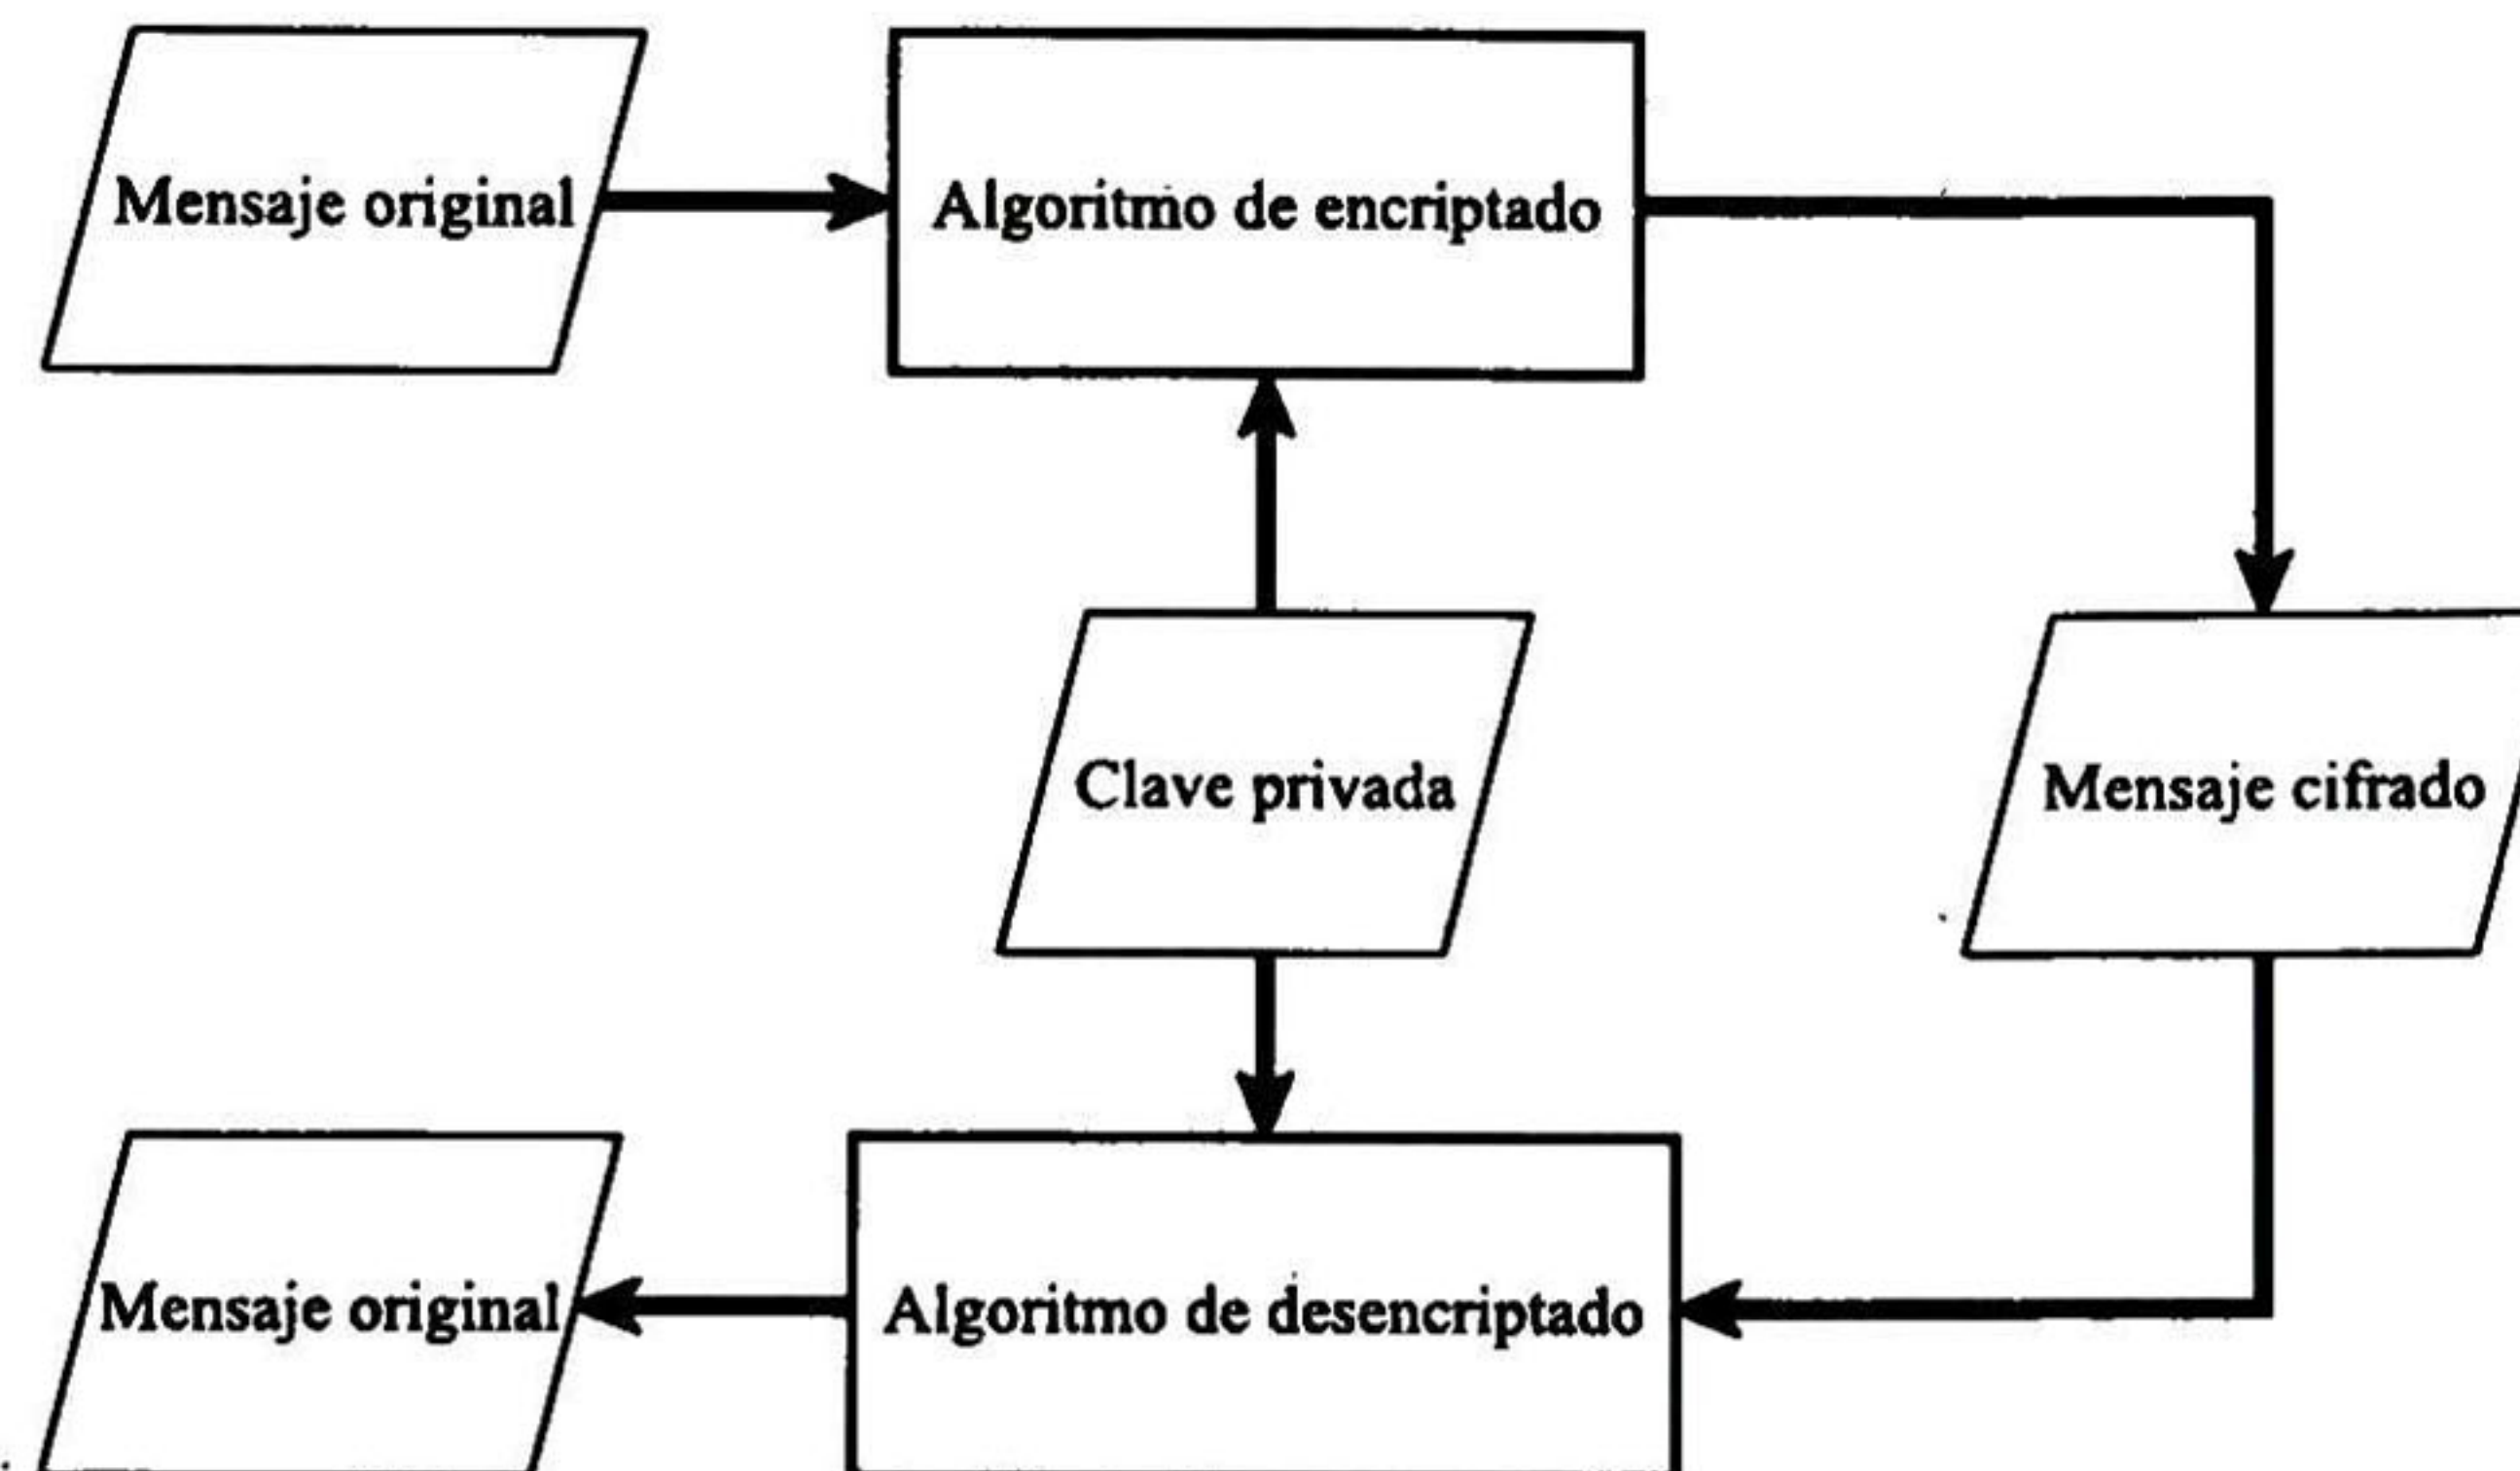 Mensaje original
Algoritmo de encriptado
Clave privada
Mensaje cifrado
Mensaje original
Algoritmo de desencriptado